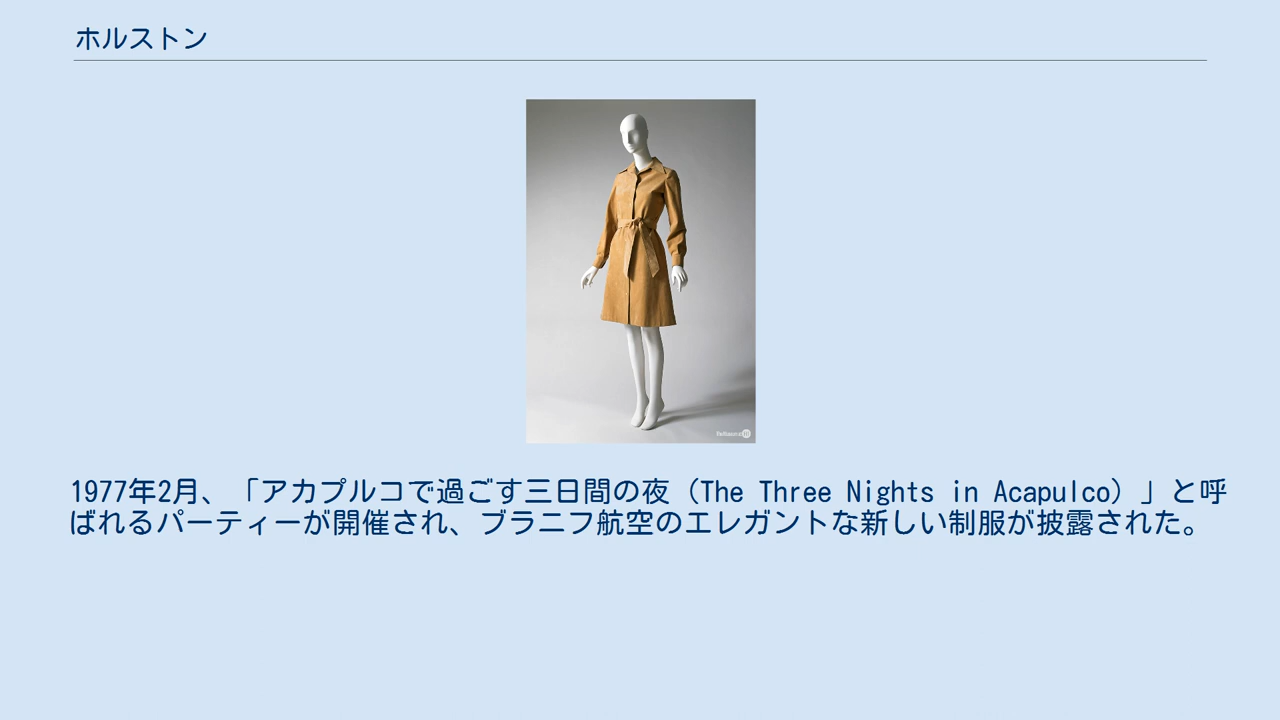 ホルストン
1977年2月、「アカプルコで過ごす三日間の夜（The Three Nights in Acapulco）」と呼
ばれるパーティーが開催され、ブラニフ航空のエレガントな新しい制服が披露された。